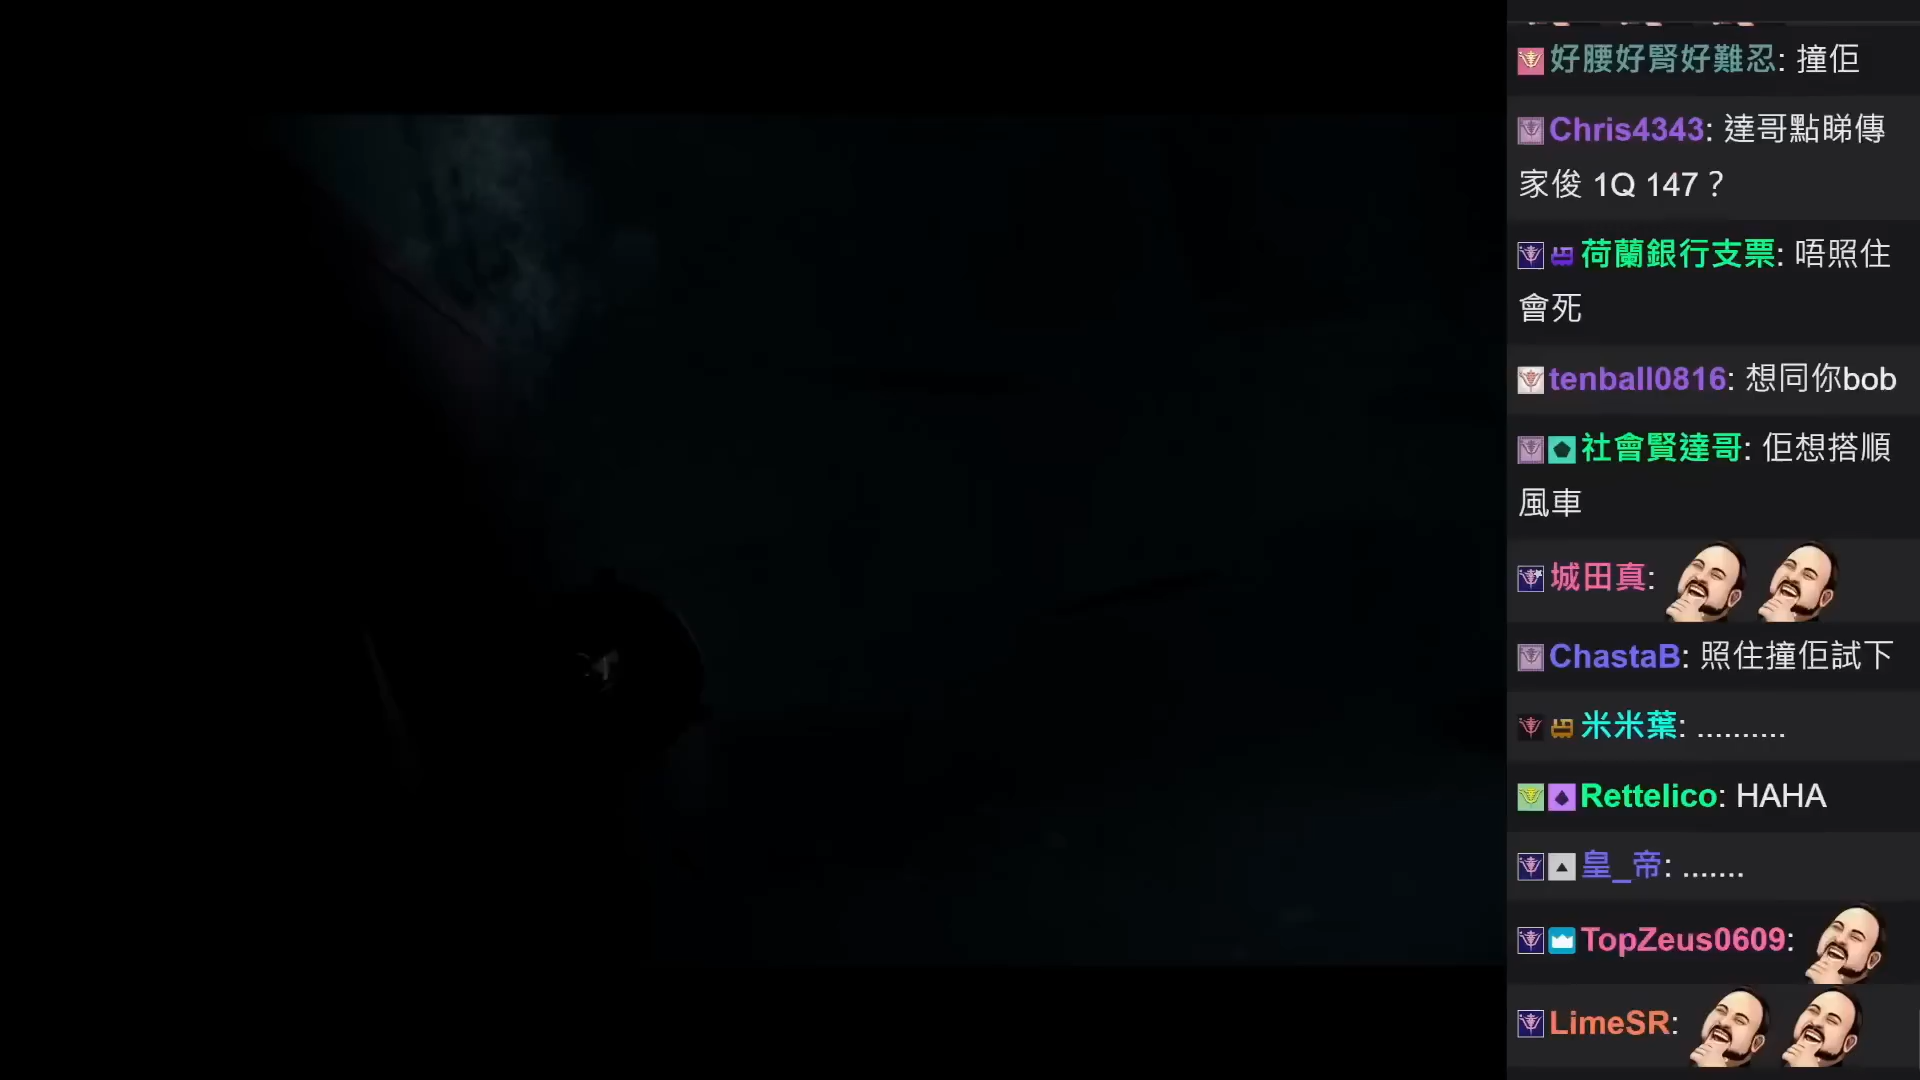 好腰好腎好難忍: 撞佢
Chris4343: 達哥點睇傅
家俊 1Q 147？
荷蘭銀行支票: 唔照住
會死
tenball0816: 想同你bob
社會賢達哥: 佢想搭順
風車
城田真:
ChastaB: 照住撞佢試下
米米葉: ..........
Rettelico: HAHA
皇_帝: .......
TopZeus0609:
LimeSR: